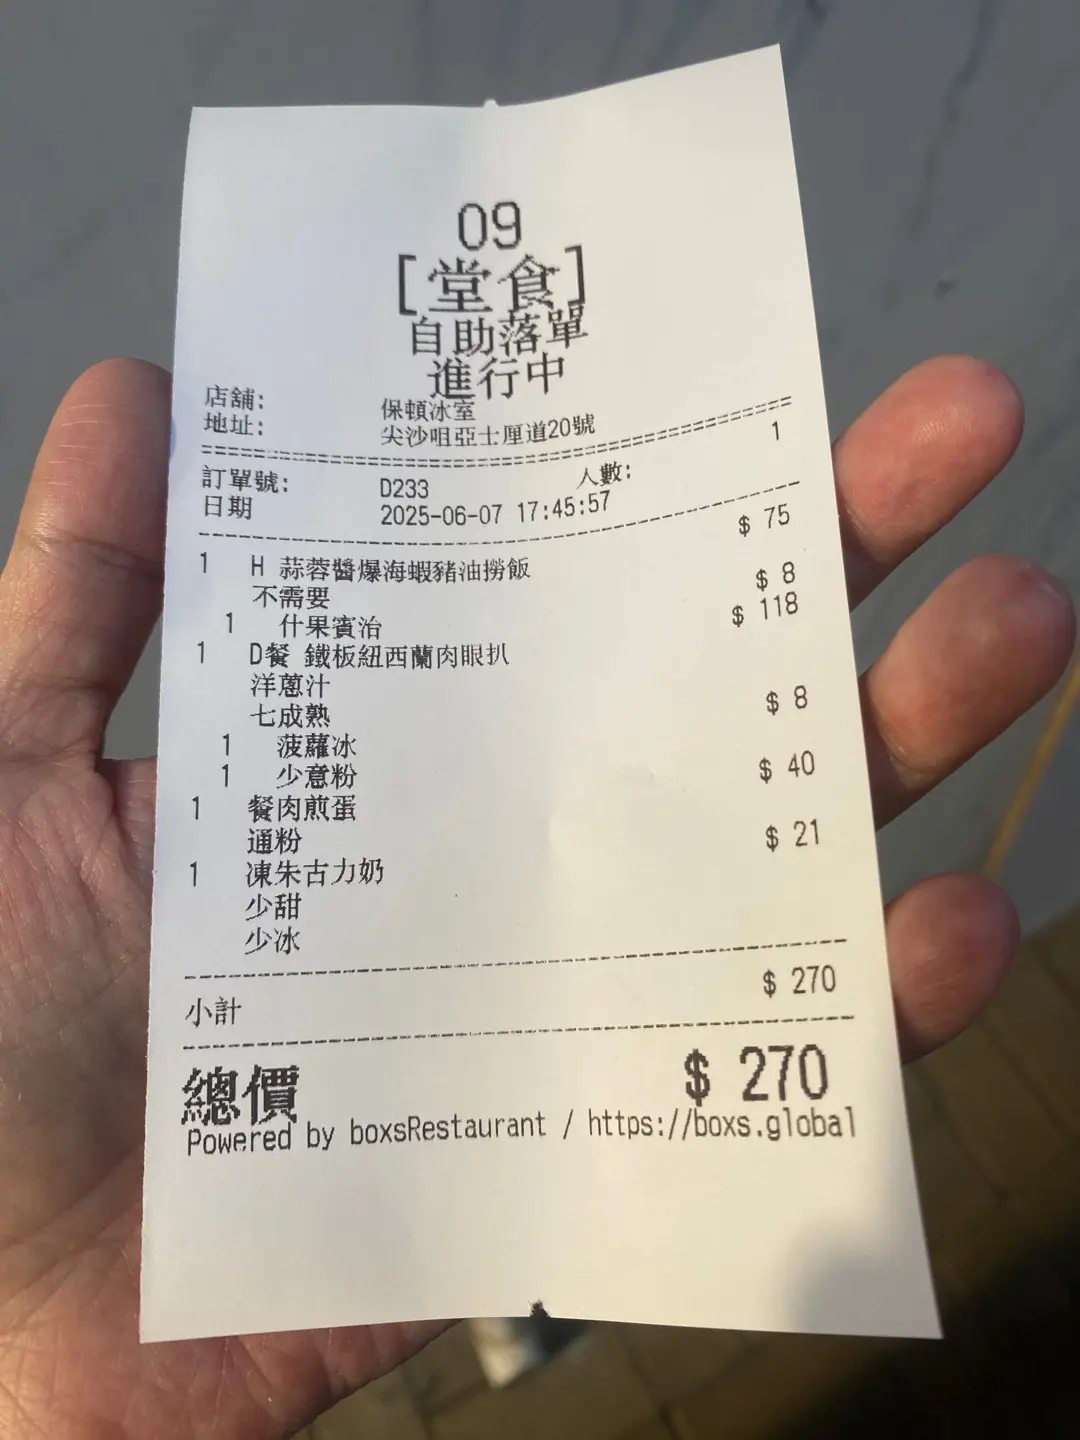 09
[堂食]
自助落單
進行中
店舖: 保頓冰室
地址: 尖沙咀亞士厘道20號
訂單號: D233 人數: 1
日期 2025-06-07 17:45:57
1 H 蒜蓉醬爆海蝦豬油撈飯 $ 75
不需要
1 什果賓治 $ 8
1 D餐 鐵板紐西蘭肉眼扒 $ 118
洋蔥汁
七成熟
1 菠蘿冰 $ 8
1 少意粉
1 餐肉煎蛋 $ 40
通粉
1 凍朱古力奶 $ 21
少甜
少冰
小計 $ 270
總價 $ 270
Powered by boxsRestaurant / https://boxs.global